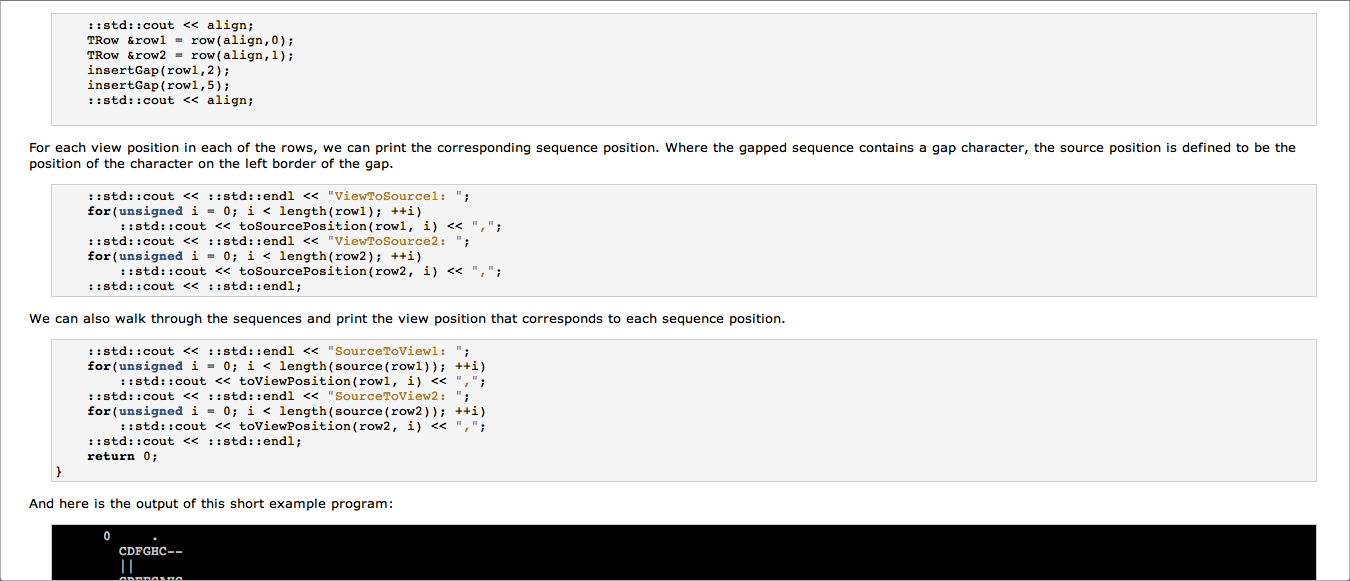 ::std::cout << align;
TRow &row1 = row(align,0);
TRow &row2 = row(align,1);
insertGap(row1,2);
insertGap(row1,5);
::std::cout << align;
For each view position in each of the rows, we can print the corresponding sequence position. Where the gapped sequence contains a gap character, the source position is defined to be the
position of the character on the left border of the gap.
::std::cout << ::std::endl << "ViewToSource1: ";
for(unsigned i = 0; i < length(row1); ++i)
::std::cout << toSourcePosition(row1, i) << ",";
::std::cout << ::std::endl << "ViewToSource2: ";
for(unsigned i = 0; i < length(row2); ++i)
::std::cout << toSourcePosition(row2, i) << ",";
::std::cout << ::std::endl;
We can also walk through the sequences and print the view position that corresponds to each sequence position.
::std::cout << ::std::endl << "SourceToView1: ";
for(unsigned i = 0; i < length(source(row1)); ++i)
::std::cout << toViewPosition(row1, i) << ",";
::std::cout << ::std::endl << "SourceToView2: ";
for(unsigned i = 0; i < length(source(row2)); ++i)
::std::cout << toViewPosition(row2, i) << ",";
::std::cout << ::std::endl;
return 0;
}
And here is the output of this short example program:
0 .
CDFGHC--
||